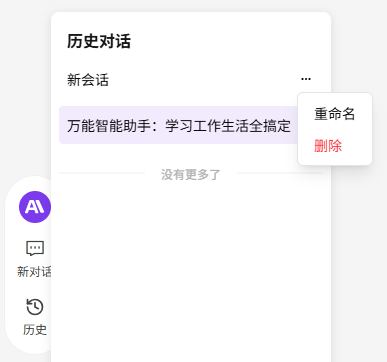 历史对话
新会话
···
重命名
万能智能助手：学习工作生活全搞定
删除
没有更多了
AI
新对话
历史